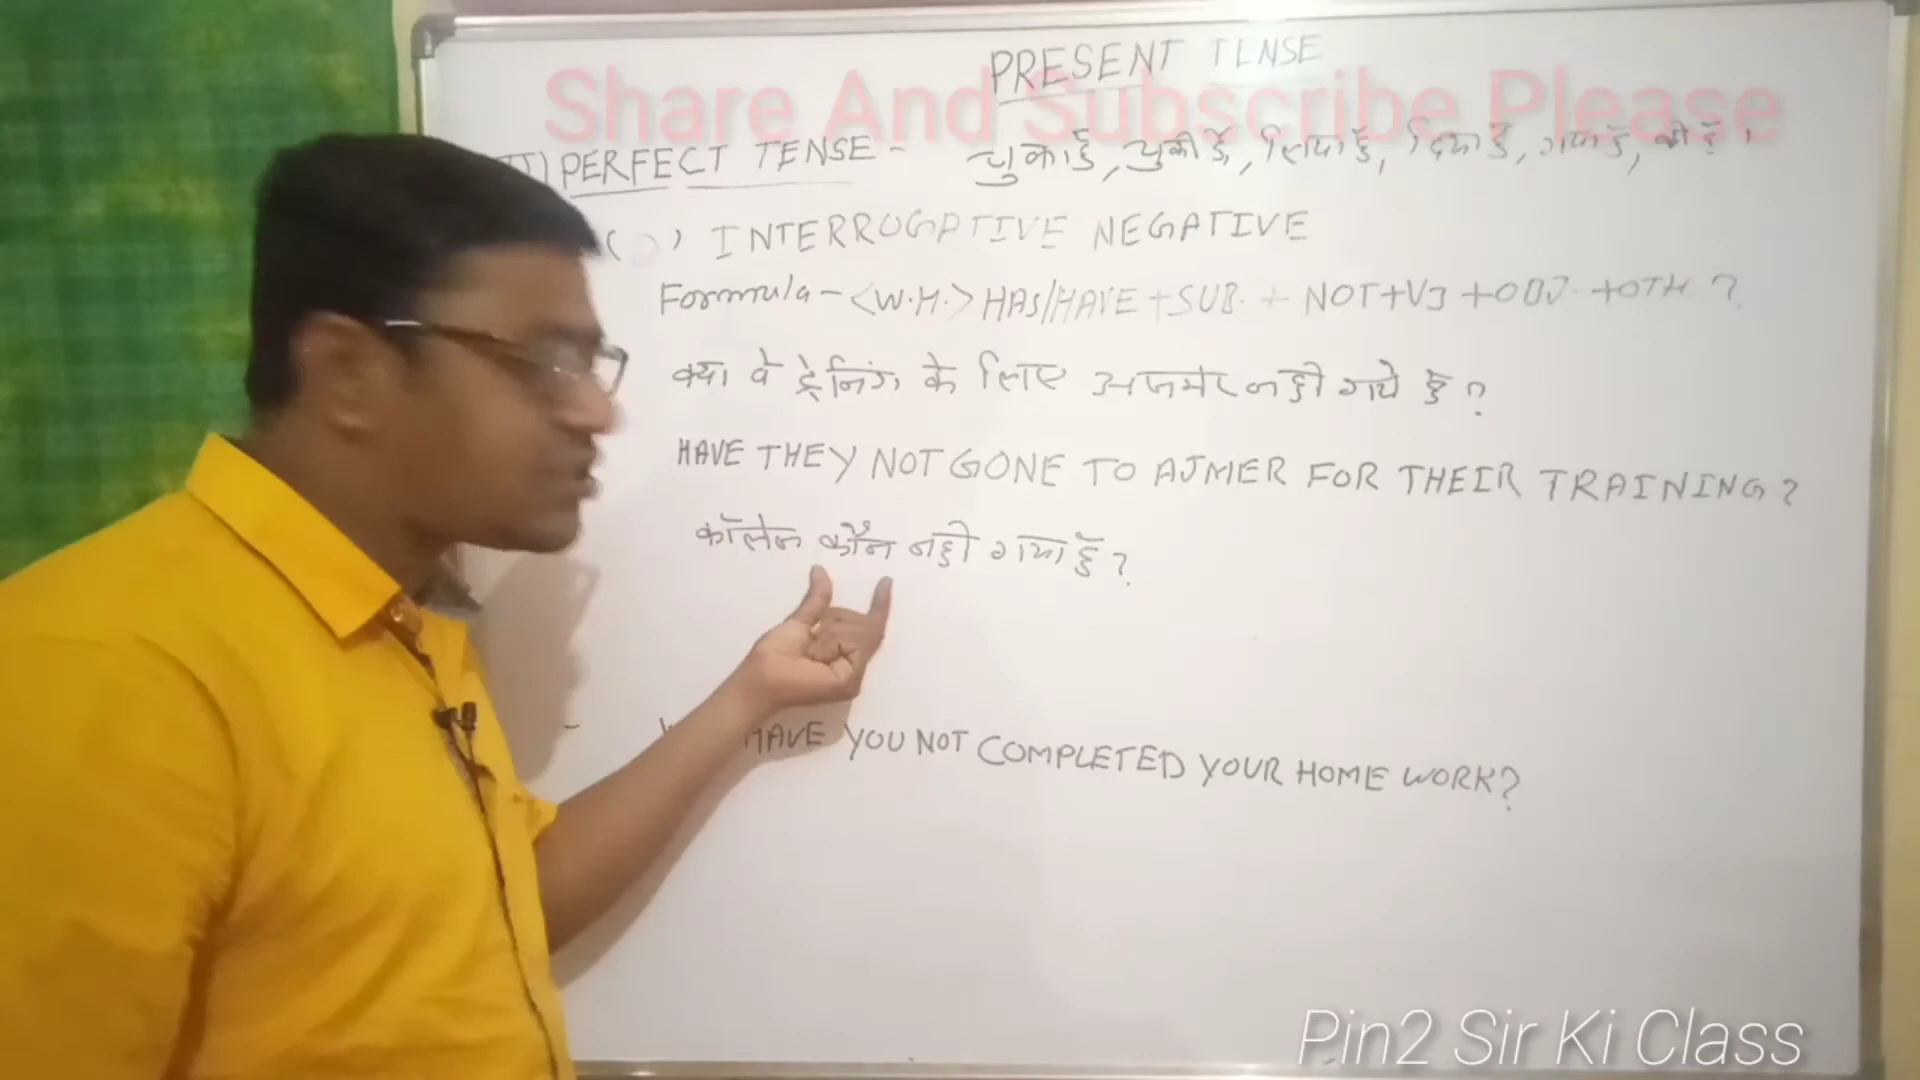 PRESENT TENSE
Share And Subscribe Please
PERFECT TENSE - चुका है, चुकी है, लिया है, दिया है, गया है, की है।
( D ) INTERROGATIVE NEGATIVE
Formula - <W.H.> HAS/HAVE + SUB. + NOT + V3 + OBJ. + OTH ?
क्या वे ट्रेनिंग के लिए अजमेर नहीं गये है ?
HAVE THEY NOT GONE TO AJMER FOR THEIR TRAINING ?
कॉलेज कौन नहीं गया है ?
HAVE YOU NOT COMPLETED YOUR HOME WORK?
Pin2 Sir Ki Class